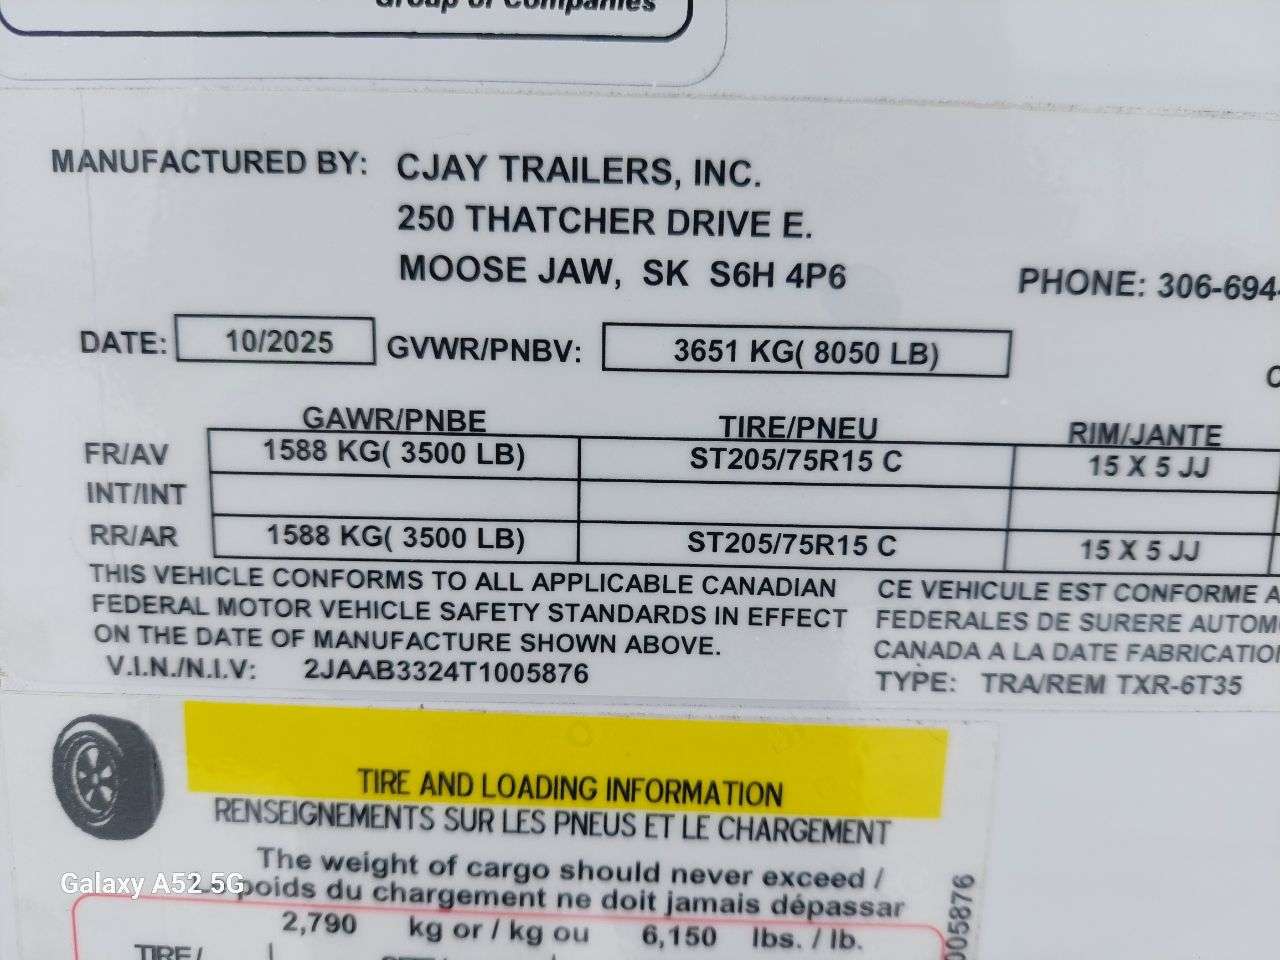 Group of Companies
MANUFACTURED BY: CJAY TRAILERS, INC.
250 THATCHER DRIVE E.
MOOSE JAW, SK S6H 4P6 PHONE: 306-694-
DATE: 10/2025 GVWR/PNBV: 3651 KG( 8050 LB)
GAWR/PNBE TIRE/PNEU RIM/JANTE
FR/AV 1588 KG( 3500 LB) ST205/75R15 C 15 X 5 JJ
INT/INT
RR/AR 1588 KG( 3500 LB) ST205/75R15 C 15 X 5 JJ
THIS VEHICLE CONFORMS TO ALL APPLICABLE CANADIAN
FEDERAL MOTOR VEHICLE SAFETY STANDARDS IN EFFECT
ON THE DATE OF MANUFACTURE SHOWN ABOVE.
V.I.N./N.I.V: 2JAAB3324T1005876
CE VEHICULE EST CONFORME A
FEDERALES DE SURERE AUTOM
CANADA A LA DATE FABRICATION
TYPE: TRA/REM TXR-6T35
TIRE AND LOADING INFORMATION
RENSEIGNEMENTS SUR LES PNEUS ET LE CHARGEMENT
The weight of cargo should never exceed /
poids du chargement ne doit jamais dépassar
2,790 kg or / kg ou 6,150 lbs. / lb.
TIRE/
005876
Galaxy A52 5G